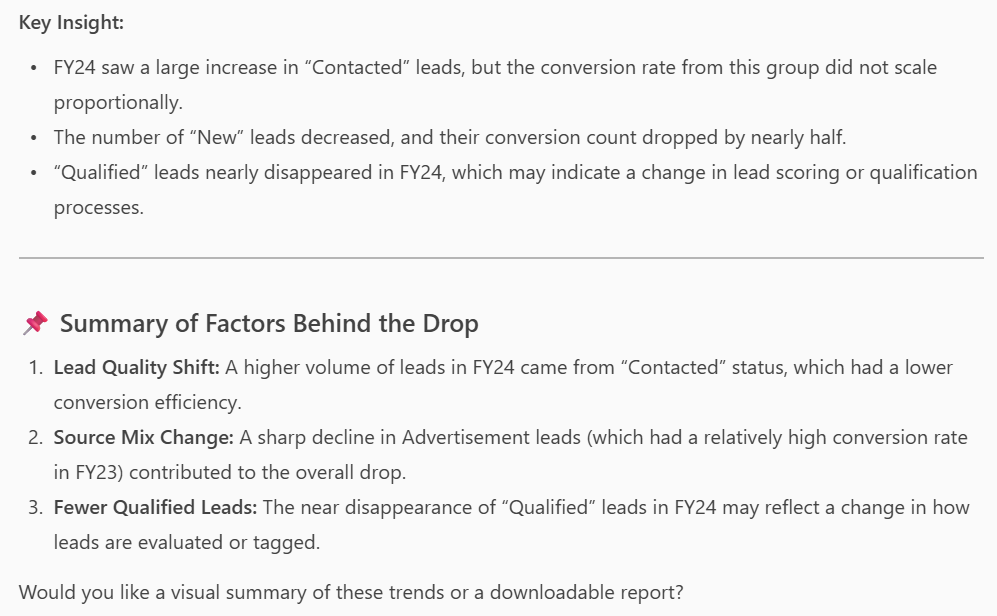 Key Insight:
• FY24 saw a large increase in “Contacted” leads, but the conversion rate from this group did not scale
proportionally.
• The number of “New” leads decreased, and their conversion count dropped by nearly half.
• “Qualified” leads nearly disappeared in FY24, which may indicate a change in lead scoring or qualification
processes.
📌 Summary of Factors Behind the Drop
1. Lead Quality Shift: A higher volume of leads in FY24 came from “Contacted” status, which had a lower
conversion efficiency.
2. Source Mix Change: A sharp decline in Advertisement leads (which had a relatively high conversion rate
in FY23) contributed to the overall drop.
3. Fewer Qualified Leads: The near disappearance of “Qualified” leads in FY24 may reflect a change in how
leads are evaluated or tagged.
Would you like a visual summary of these trends or a downloadable report?